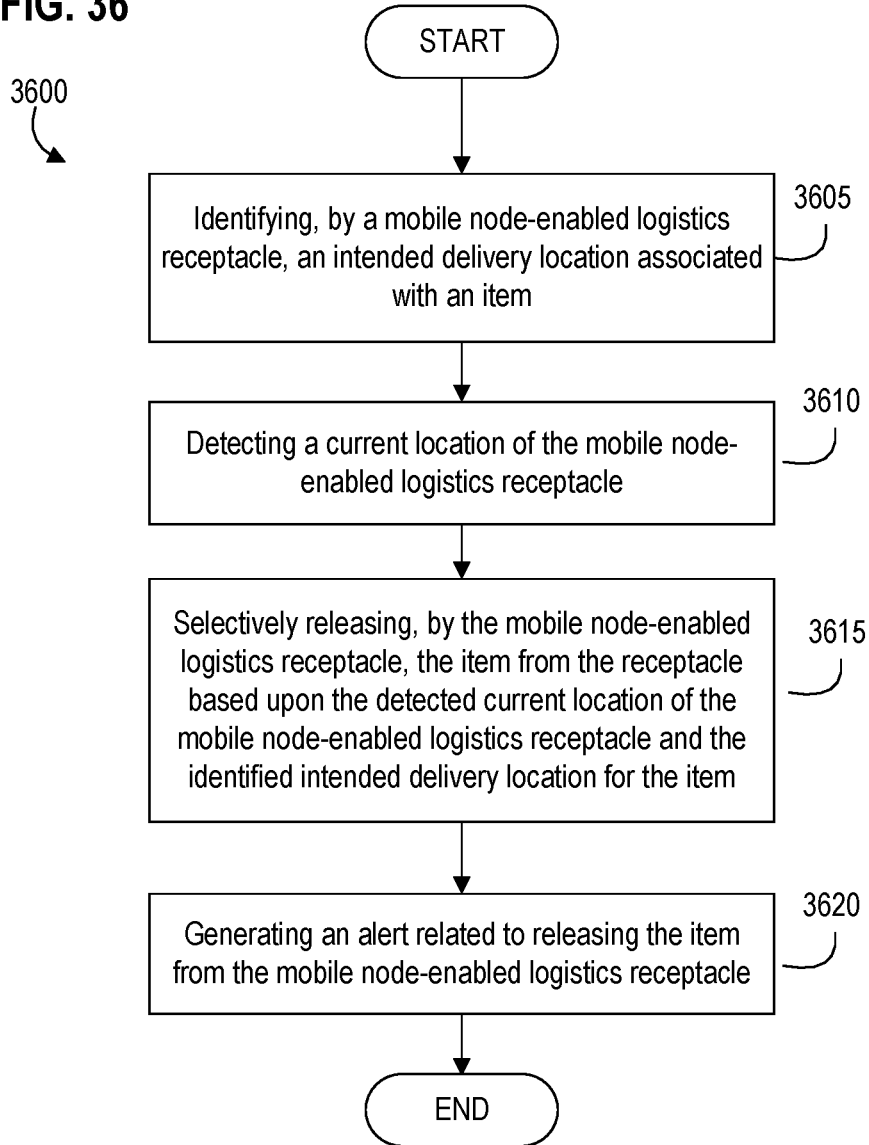 FIG. 36
START
3600
3605
Identifying, by a mobile node-enabled logistics
receptacle, an intended delivery location associated
with an item
3610
Detecting a current location of the mobile node-
enabled logistics receptacle
3615
Selectively releasing, by the mobile node-enabled
logistics receptacle, the item from the receptacle
based upon the detected current location of the
mobile node-enabled logistics receptacle and the
identified intended delivery location for the item
3620
Generating an alert related to releasing the item
from the mobile node-enabled logistics receptacle
END